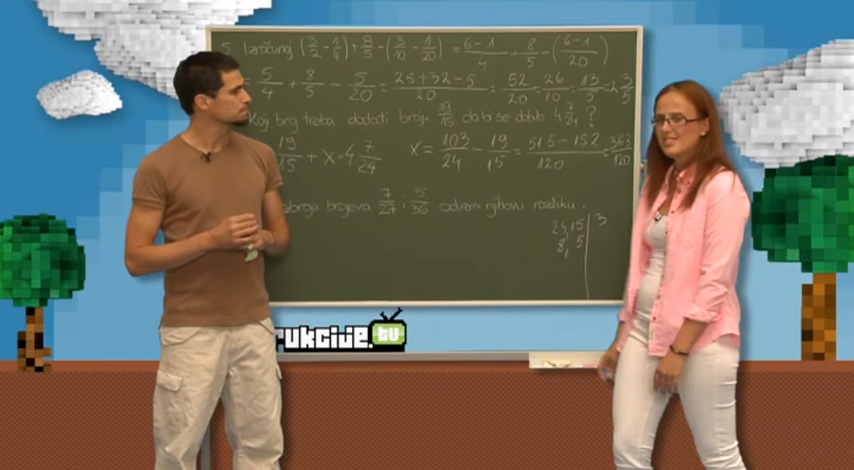 5. Izračunaj (3/2 - 1/4) + 8/5 - (3/10 - 1/20) = (6-1)/4 + 8/5 - ((6-1)/20)
5/4 + 8/5 - 5/20 = (25+32-5)/20 = 52/20 = 26/10 = 13/5 = 2 3/5
Koji broj treba dodati broju 19/15 da bi se dobilo 4 7/24 ?
19/15 + x = 4 7/24 x = 103/24 - 19/15 = (515-152)/120 = 363/120
zbroja brojeva 7/27 i 5/36 oduzmi njihovu razliku.
24,15 | 3
8, 5
rukcije.tv